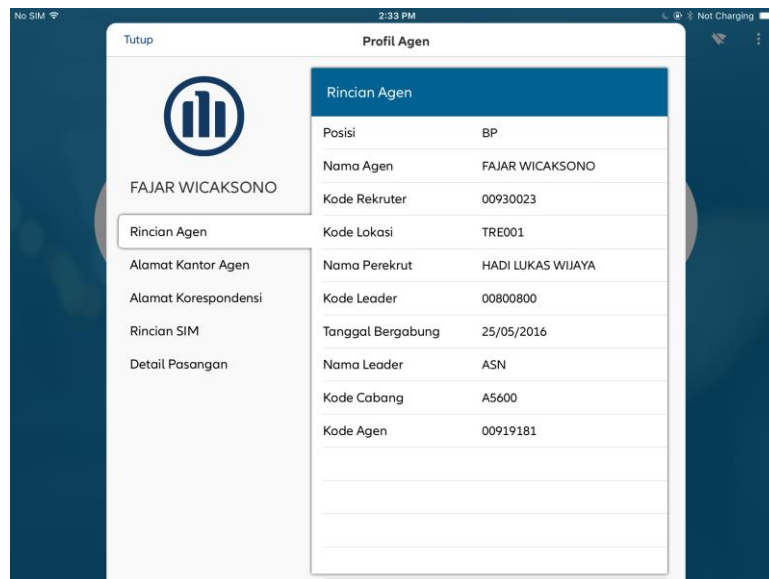 No SIM 2:33 PM Not Charging
Tutup Profil Agen
FAJAR WICAKSONO
Rincian Agen
Alamat Kantor Agen
Alamat Korespondensi
Rincian SIM
Detail Pasangan
Rincian Agen
Posisi BP
Nama Agen FAJAR WICAKSONO
Kode Rekruter 00930023
Kode Lokasi TRE001
Nama Perekrut HADI LUKAS WIJAYA
Kode Leader 00800800
Tanggal Bergabung 25/05/2016
Nama Leader ASN
Kode Cabang A5600
Kode Agen 00919181